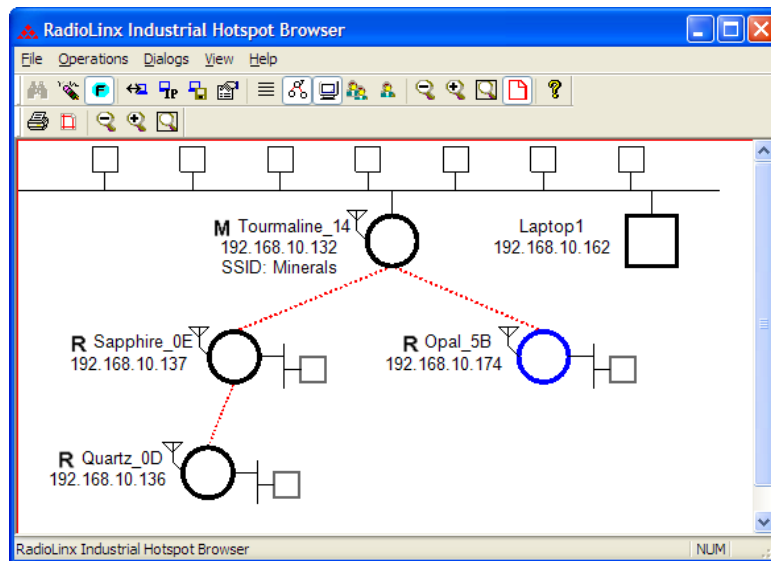 RadioLinx Industrial Hotspot Browser
File Operations Dialogs View Help
F
IP
?
M Tourmaline_14
192.168.10.132
SSID: Minerals
Laptop1
192.168.10.162
R Sapphire_0E
192.168.10.137
R Opal_5B
192.168.10.174
R Quartz_0D
192.168.10.136
RadioLinx Industrial Hotspot Browser
NUM